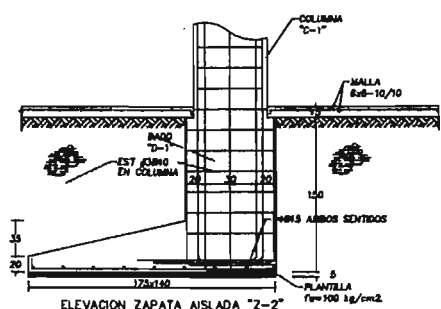 COLUMNA
"C-1"
MALLA
6x6-10/10
DADO
"D-1"
EN COLUMNA
20 30 20
150
AMBOS SENTIDOS
35
20
5
175x140
PLANTILLA
f'c=100 kg/cm2.
ELEVACION ZAPATA AISLADA "Z-2"